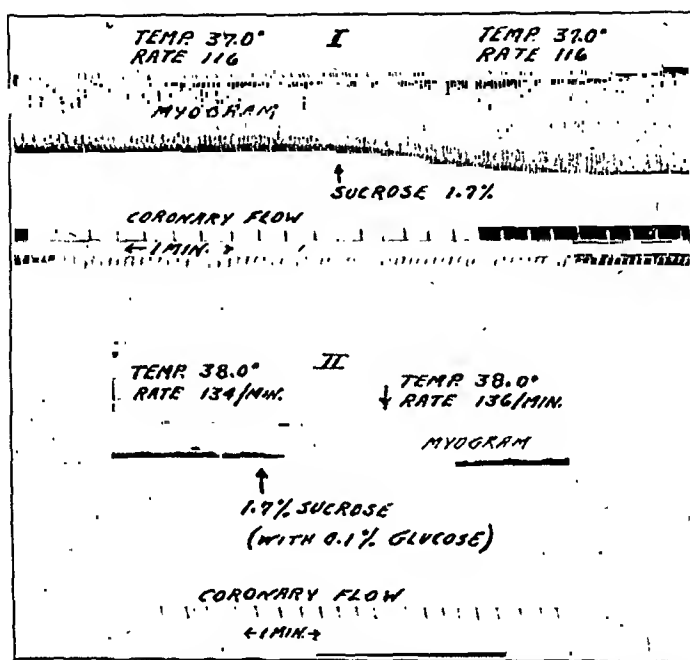 TEMP. 37.0° I TEMP. 37.0°
RATE 116 RATE 116
MYOGRAM
SUCROSE 1.7%
CORONARY FLOW
←1 MIN.→
TEMP. 38.0° II TEMP. 38.0°
RATE 134/MIN. RATE 136/MIN.
MYOGRAM
1.7% SUCROSE
(WITH 0.1% GLUCOSE)
CORONARY FLOW
←1 MIN.→